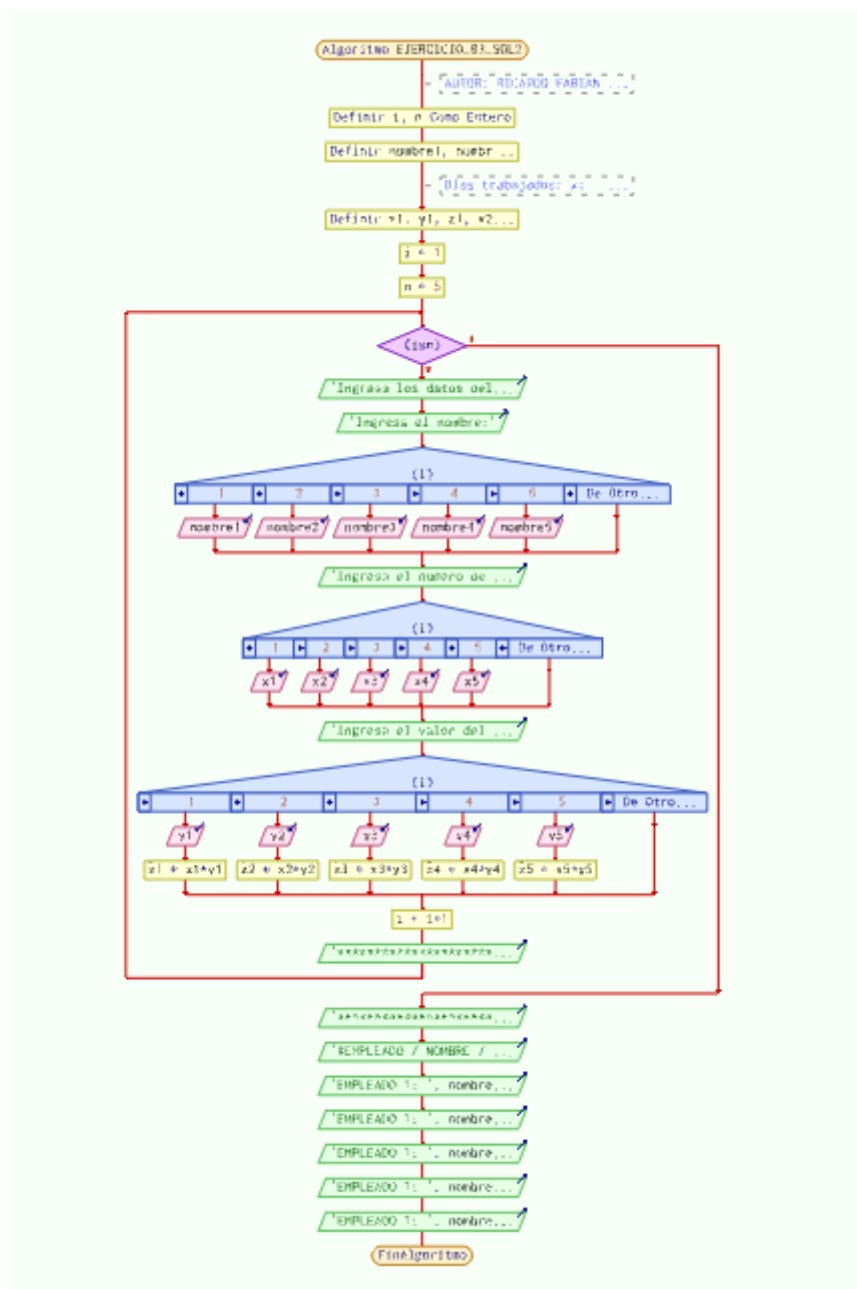 Algoritmo EJERCICIO_03_SOL2
AUTOR: RICARDO FABIAN ...
Definir i, n Como Entero
Definir nombre1, nombr ...
Dias trabajados: x: ...
Definir x1, y1, z1, x2...
i ← 1
n ← 5
(i≤n)
F
V
'Ingresa los datos del...
'Ingresa el nombre:'
(i)
1 2 3 4 5 De Otro...
nombre1 nombre2 nombre3 nombre4 nombre5
'Ingresa el numero de ...
(i)
1 2 3 4 5 De Otro...
x1 x2 x3 x4 x5
'Ingresa el valor del ...
(i)
1 2 3 4 5 De Otro...
y1 y2 y3 y4 y5
z1 ← x1*y1 z2 ← x2*y2 z3 ← x3*y3 z4 ← x4*y4 z5 ← x5*y5
i ← i+1
'EMPLEADO / NOMBRE / ...
'EMPLEADO 1: ', nombre...
'EMPLEADO 1: ', nombre...
'EMPLEADO 1: ', nombre...
'EMPLEADO 1: ', nombre...
'EMPLEADO 1: ', nombre...
FinAlgoritmo